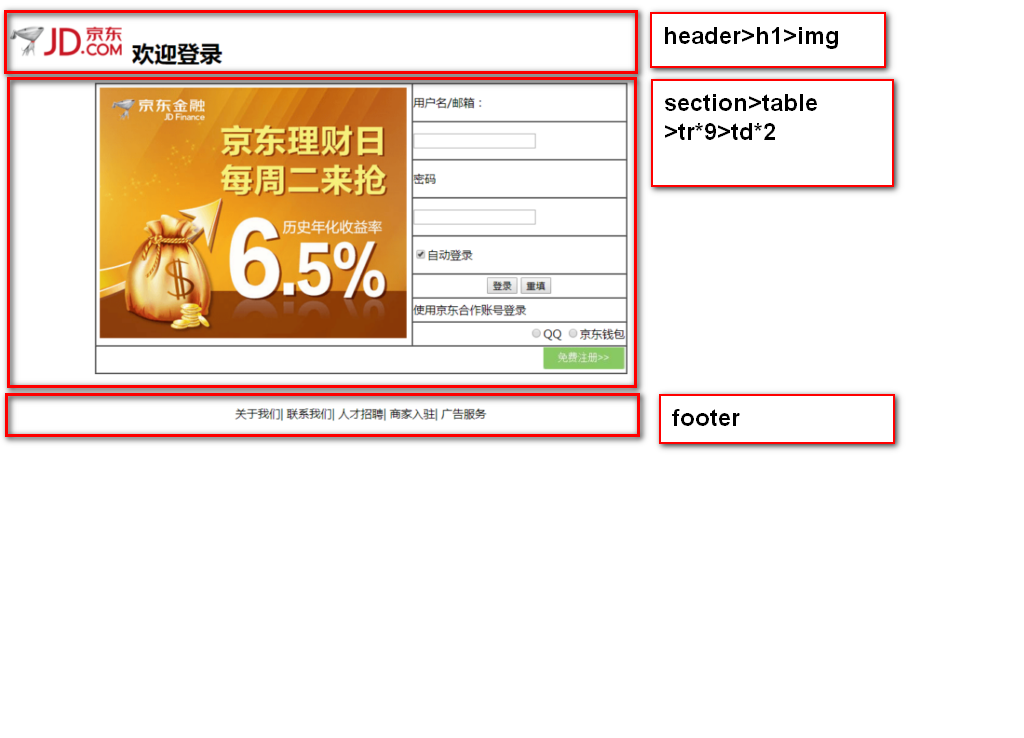 JD.COM 京东
欢迎登录
header>h1>img
京东金融
JD Finance
京东理财日
每周二来抢
历史年化收益率
6.5%
$
用户名/邮箱：
密码
自动登录
登录 重填
使用京东合作账号登录
QQ 京东钱包
免费注册>>
section>table
>tr*9>td*2
关于我们| 联系我们| 人才招聘| 商家入驻| 广告服务
footer